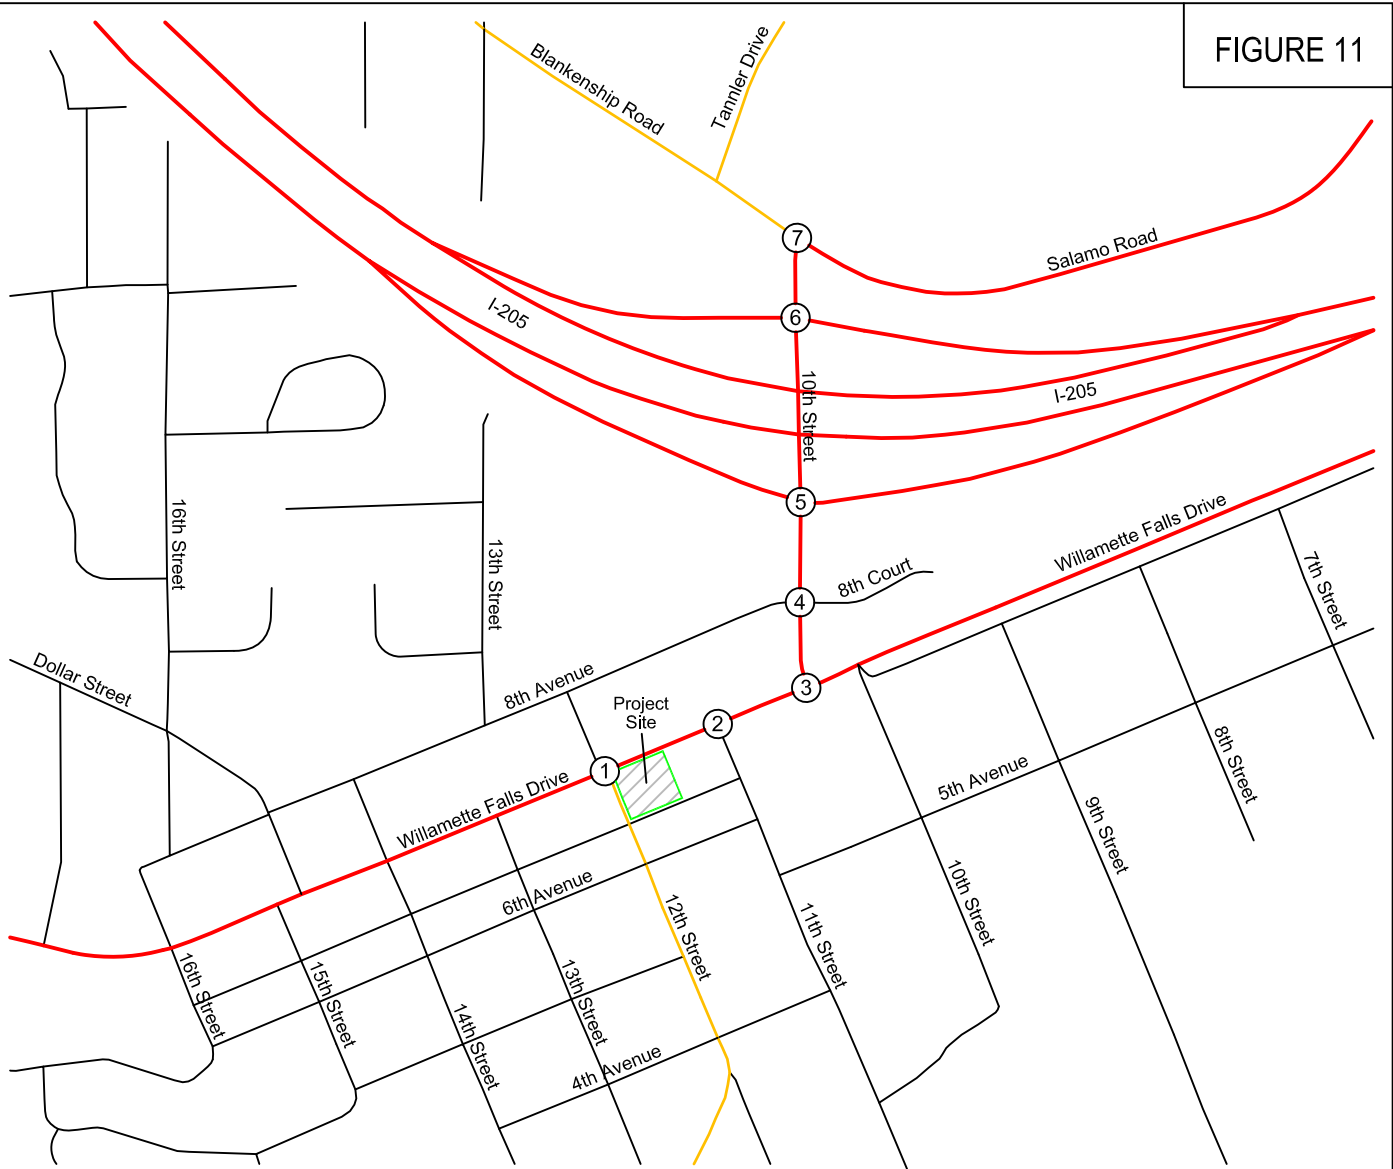 FIGURE 11
Blankenship Road
Tannler Drive
7
Salamo Road
I-205
6
10th Street
I-205
5
16th Street
13th Street
Willamette Falls Drive
7th Street
8th Court
4
Dollar Street
8th Avenue
3
Project
Site
2
1
Willamette Falls Drive
5th Avenue
8th Street
9th Street
6th Avenue
10th Street
12th Street
11th Street
16th Street
15th Street
13th Street
14th Street
4th Avenue